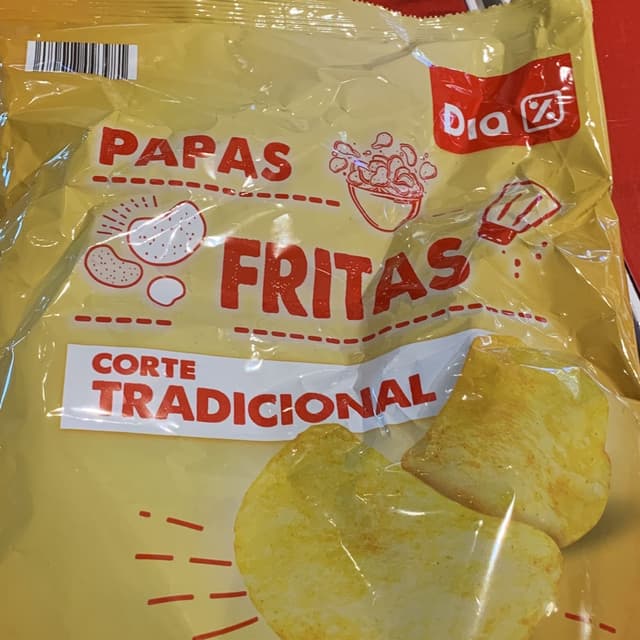 Dia %
PAPAS
FRITAS
CORTE
TRADICIONAL